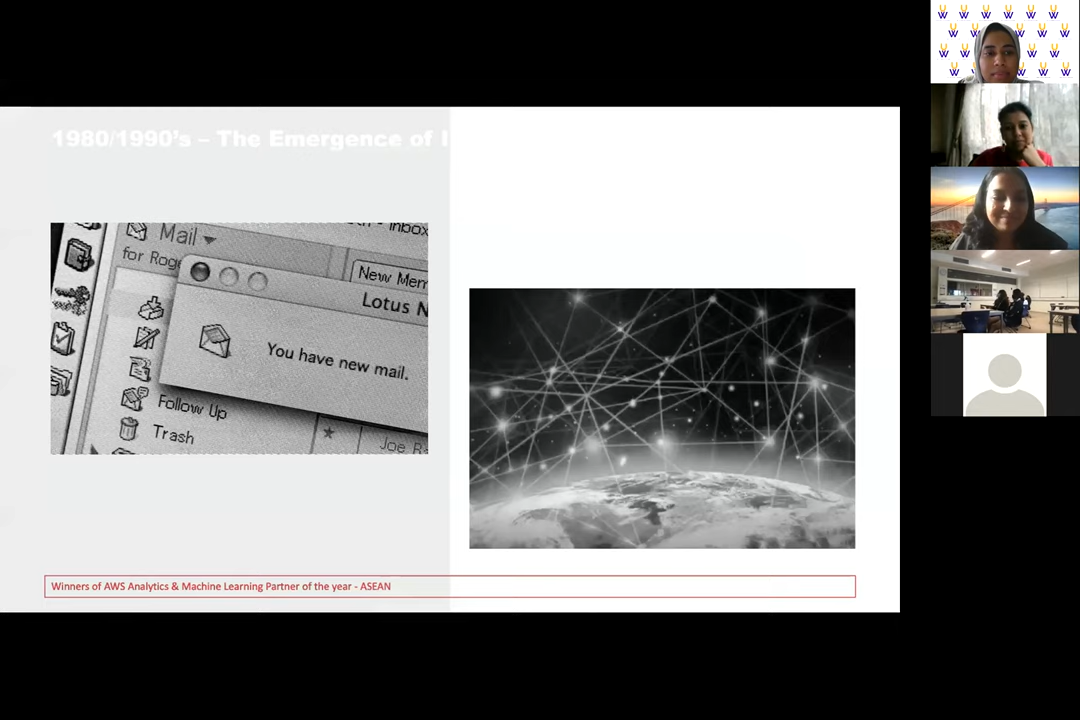 1980/1990's – The Emergence of I
Mail
for Rog
Inbox
New Mem
Lotus N
You have new mail.
Follow Up
Trash
Joe R
Winners of AWS Analytics & Machine Learning Partner of the year - ASEAN